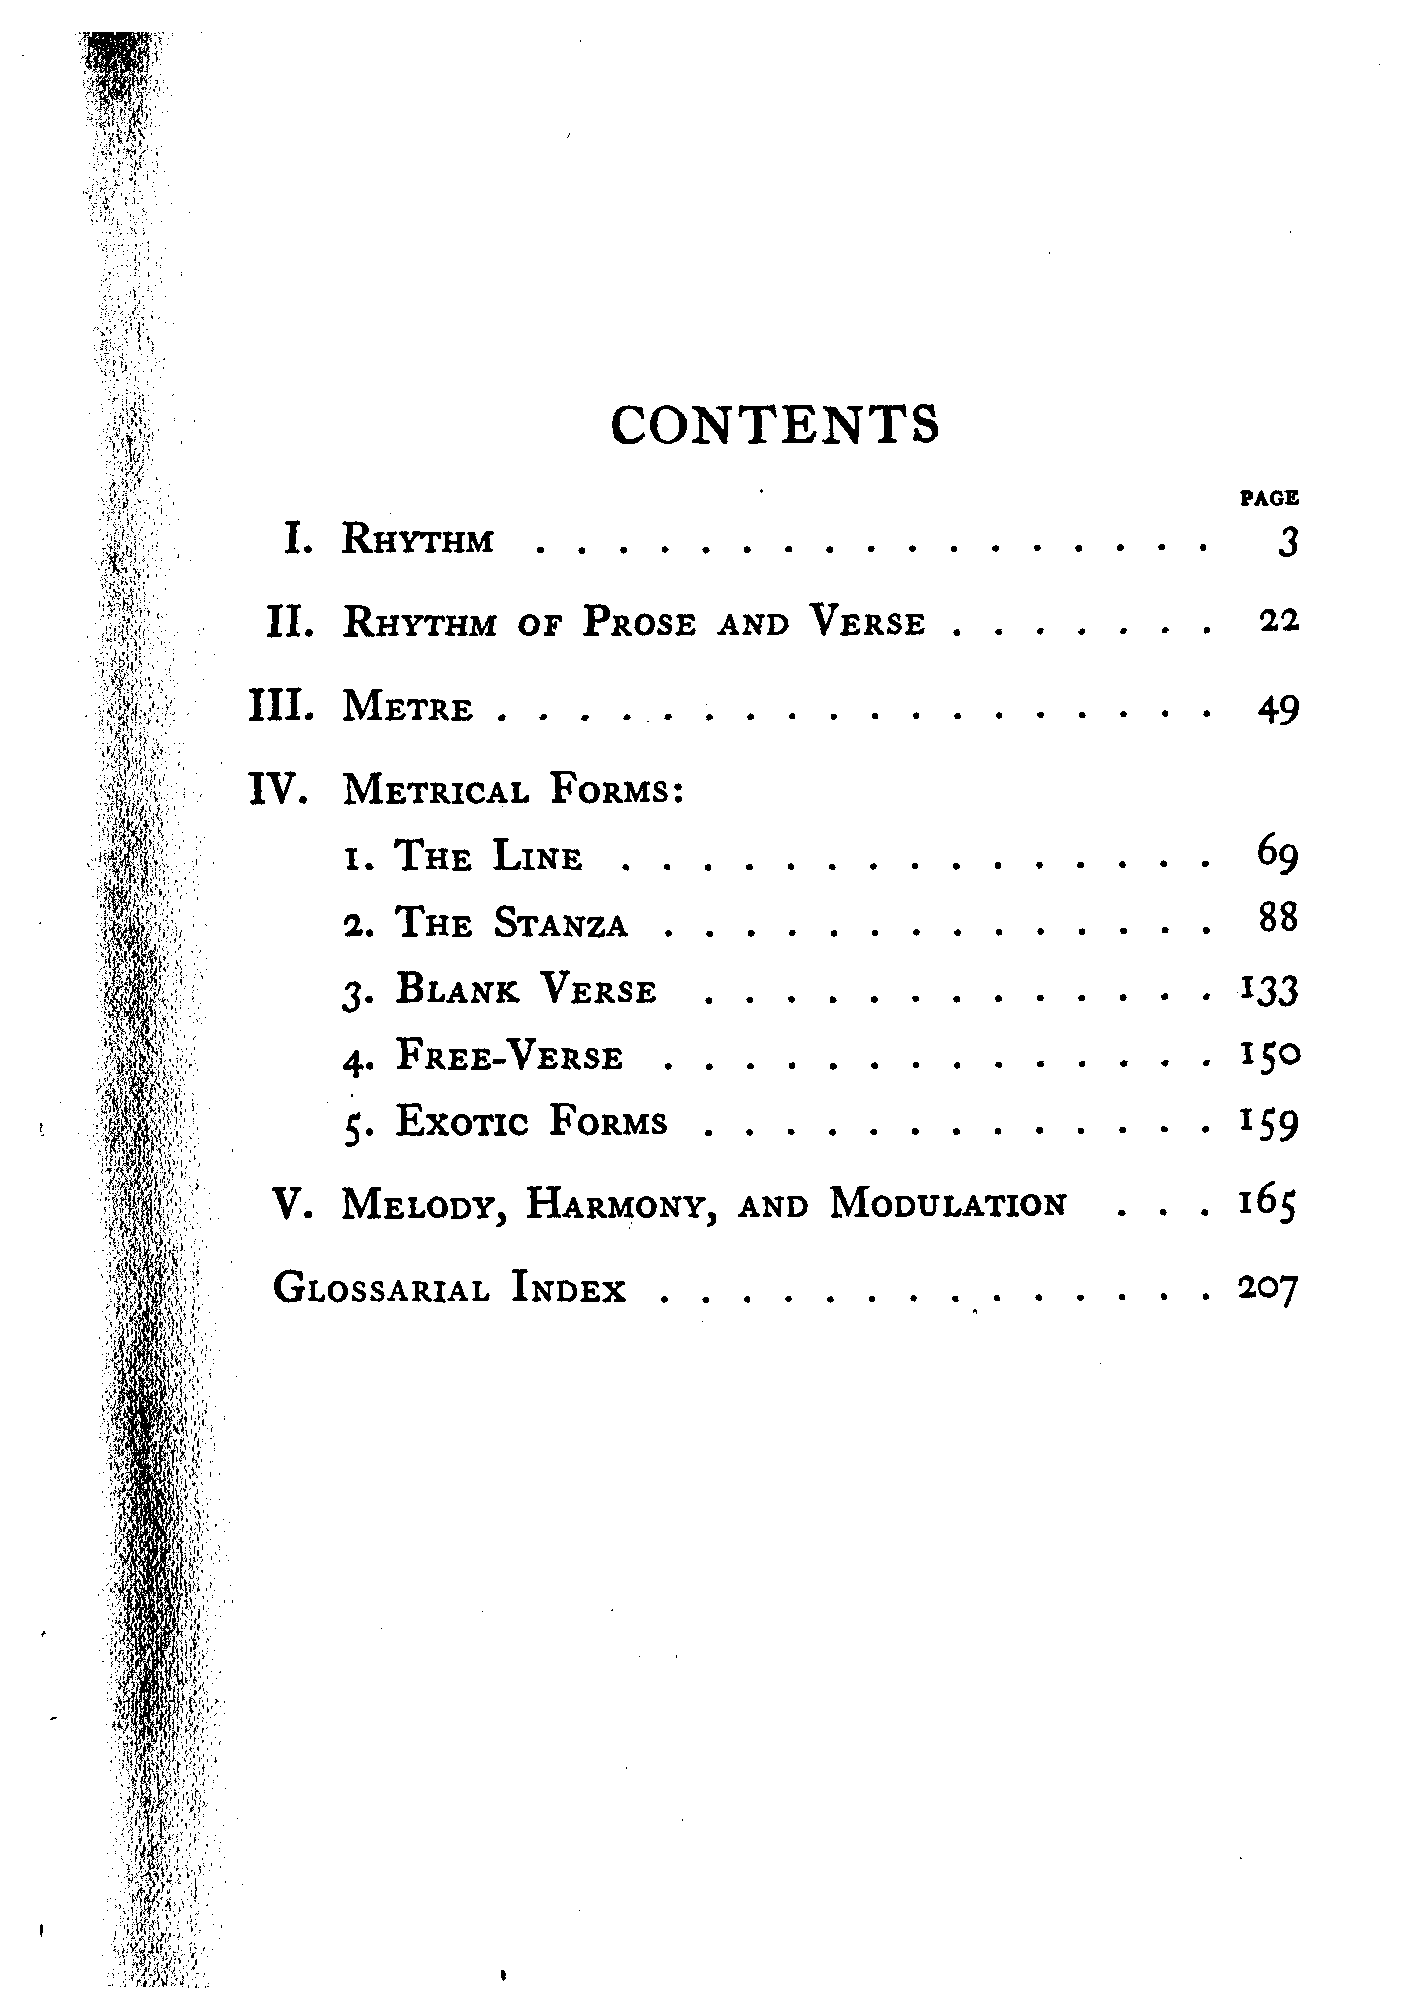 CONTENTS
PAGE
I. RHYTHM . . . . . . . . . . . . . . . . . 3
II. RHYTHM OF PROSE AND VERSE . . . . . . . 22
III. METRE . . . . . . . . . . . . . . . . . . 49
IV. METRICAL FORMS:
1. THE LINE . . . . . . . . . . . . . . . 69
2. THE STANZA . . . . . . . . . . . . . . 88
3. BLANK VERSE . . . . . . . . . . . . . 133
4. FREE-VERSE . . . . . . . . . . . . . . 150
5. EXOTIC FORMS . . . . . . . . . . . . . 159
V. MELODY, HARMONY, AND MODULATION . . . 165
GLOSSARIAL INDEX . . . . . . . . . . . . . . 207